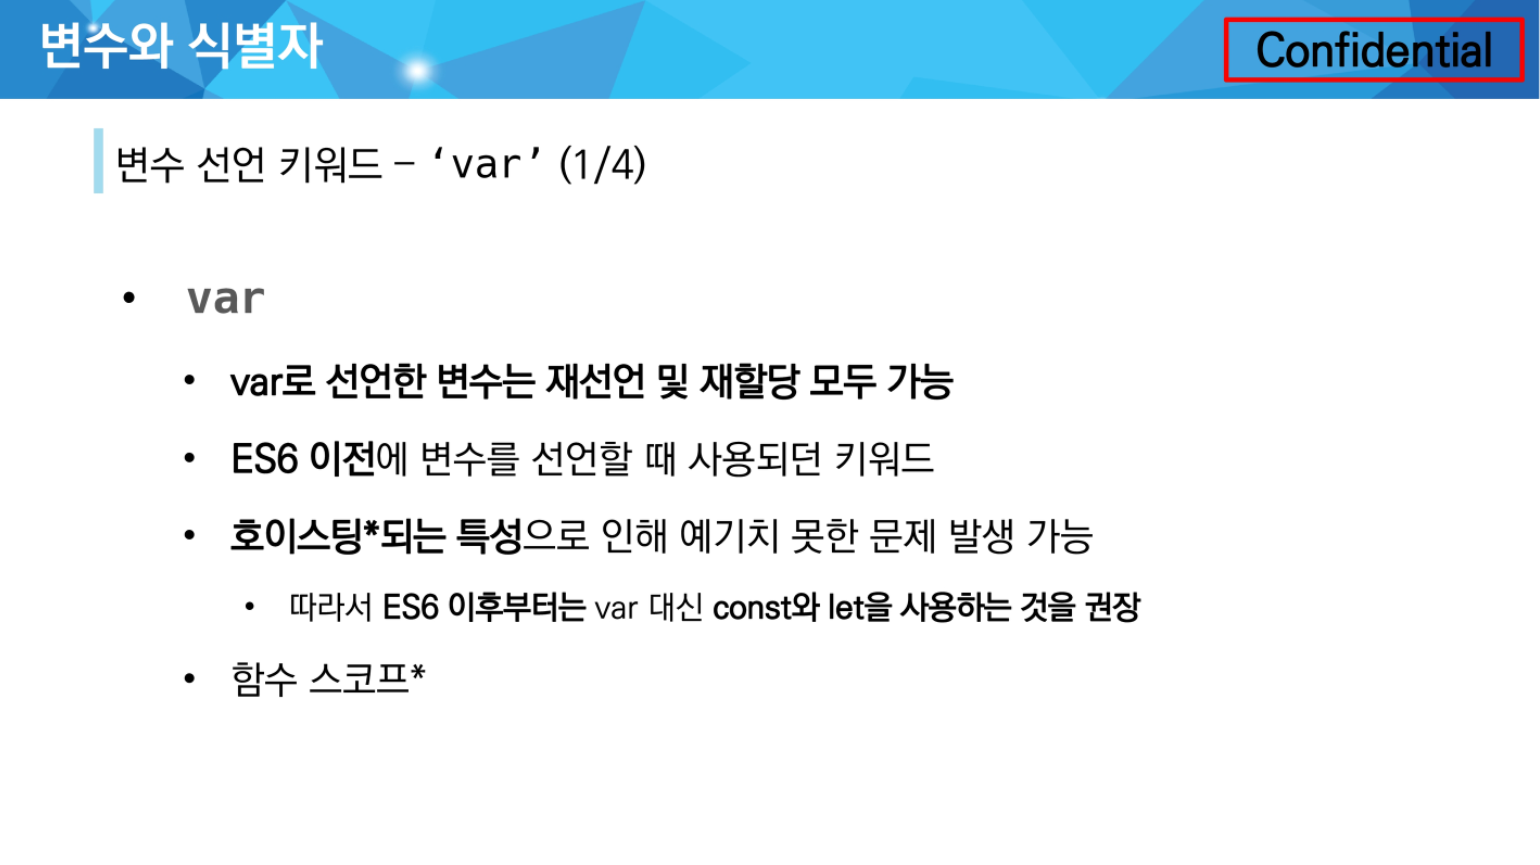 변수와 식별자
Confidential
변수 선언 키워드 – ‘var’ (1/4)
• var
• var로 선언한 변수는 재선언 및 재할당 모두 가능
• ES6 이전에 변수를 선언할 때 사용되던 키워드
• 호이스팅*되는 특성으로 인해 예기치 못한 문제 발생 가능
• 따라서 ES6 이후부터는 var 대신 const와 let을 사용하는 것을 권장
• 함수 스코프*